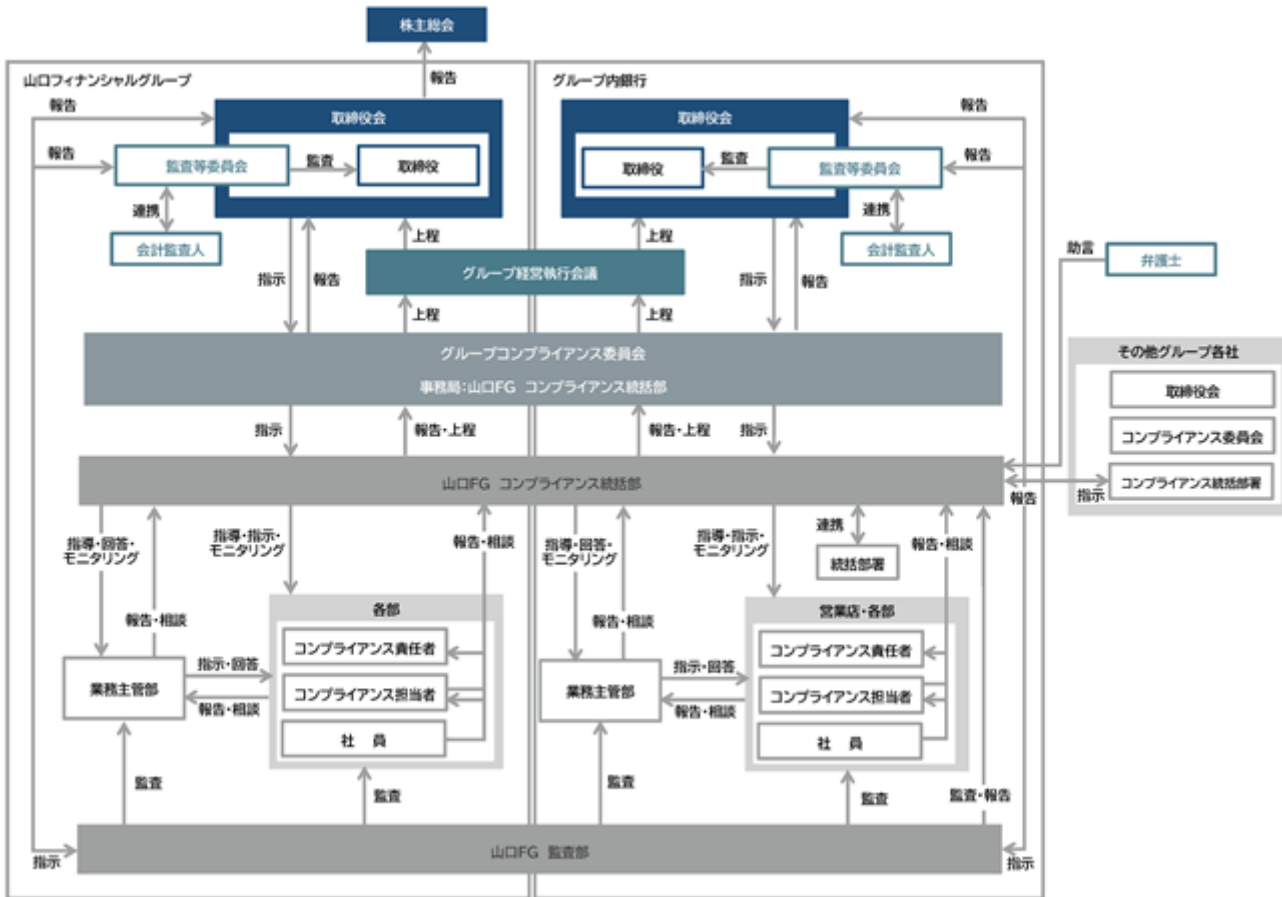 株主総会
報告
山口フィナンシャルグループ
グループ内銀行
報告
取締役会
監査等委員会
監査
取締役
報告
連携
会計監査人
取締役会
取締役
監査
監査等委員会
報告
報告
連携
会計監査人
指示
報告
上程
グループ経営執行会議
上程
指示
報告
上程
上程
助言
弁護士
グループコンプライアンス委員会
事務局：山口FG コンプライアンス統括部
その他グループ各社
取締役会
コンプライアンス委員会
コンプライアンス統括部署
指示
報告・上程
報告・上程
指示
山口FG コンプライアンス統括部
報告
指示
指導・回答・
モニタリング
報告・相談
指導・指示・
モニタリング
報告・相談
指導・回答・
モニタリング
報告・相談
指導・指示・
モニタリング
連携
統括部署
報告・相談
各部
コンプライアンス責任者
コンプライアンス担当者
社 員
業務主管部
指示・回答
報告・相談
営業店・各部
コンプライアンス責任者
コンプライアンス担当者
社 員
業務主管部
指示・回答
報告・相談
監査
監査
監査
監査
監査・報告
指示
山口FG 監査部
指示